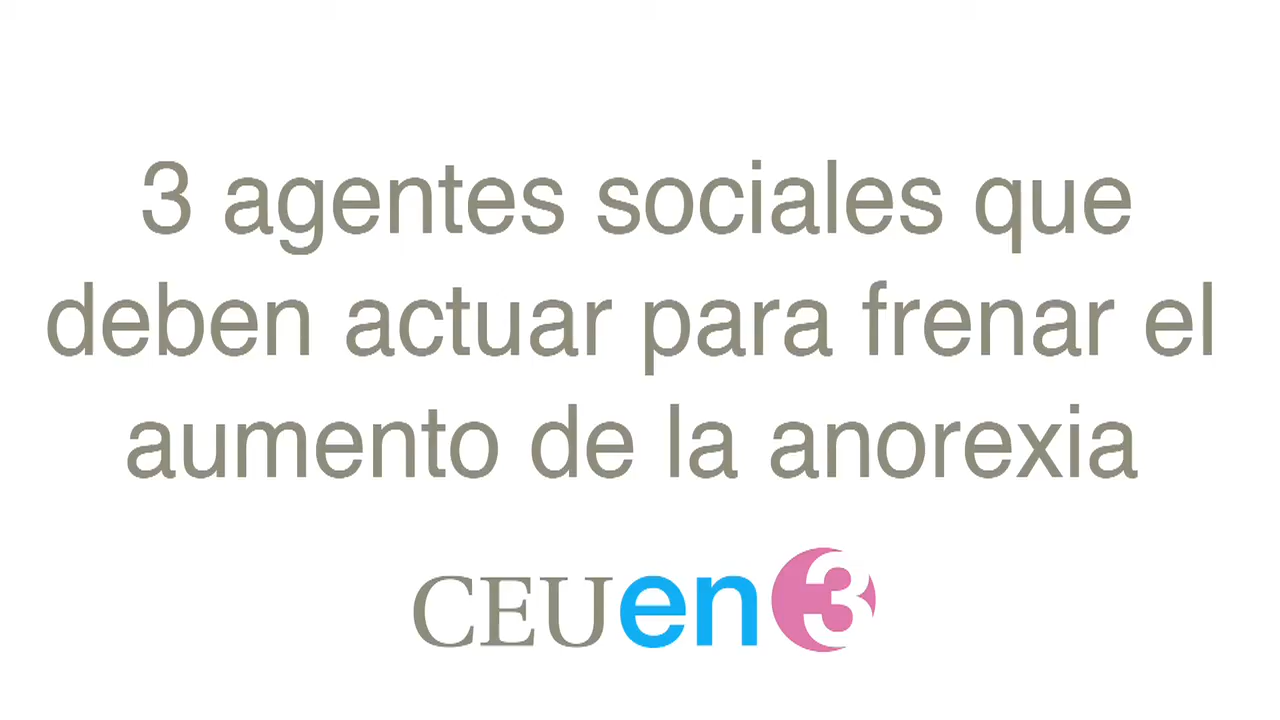 3 agentes sociales que
deben actuar para frenar el
aumento de la anorexia
CEUen3